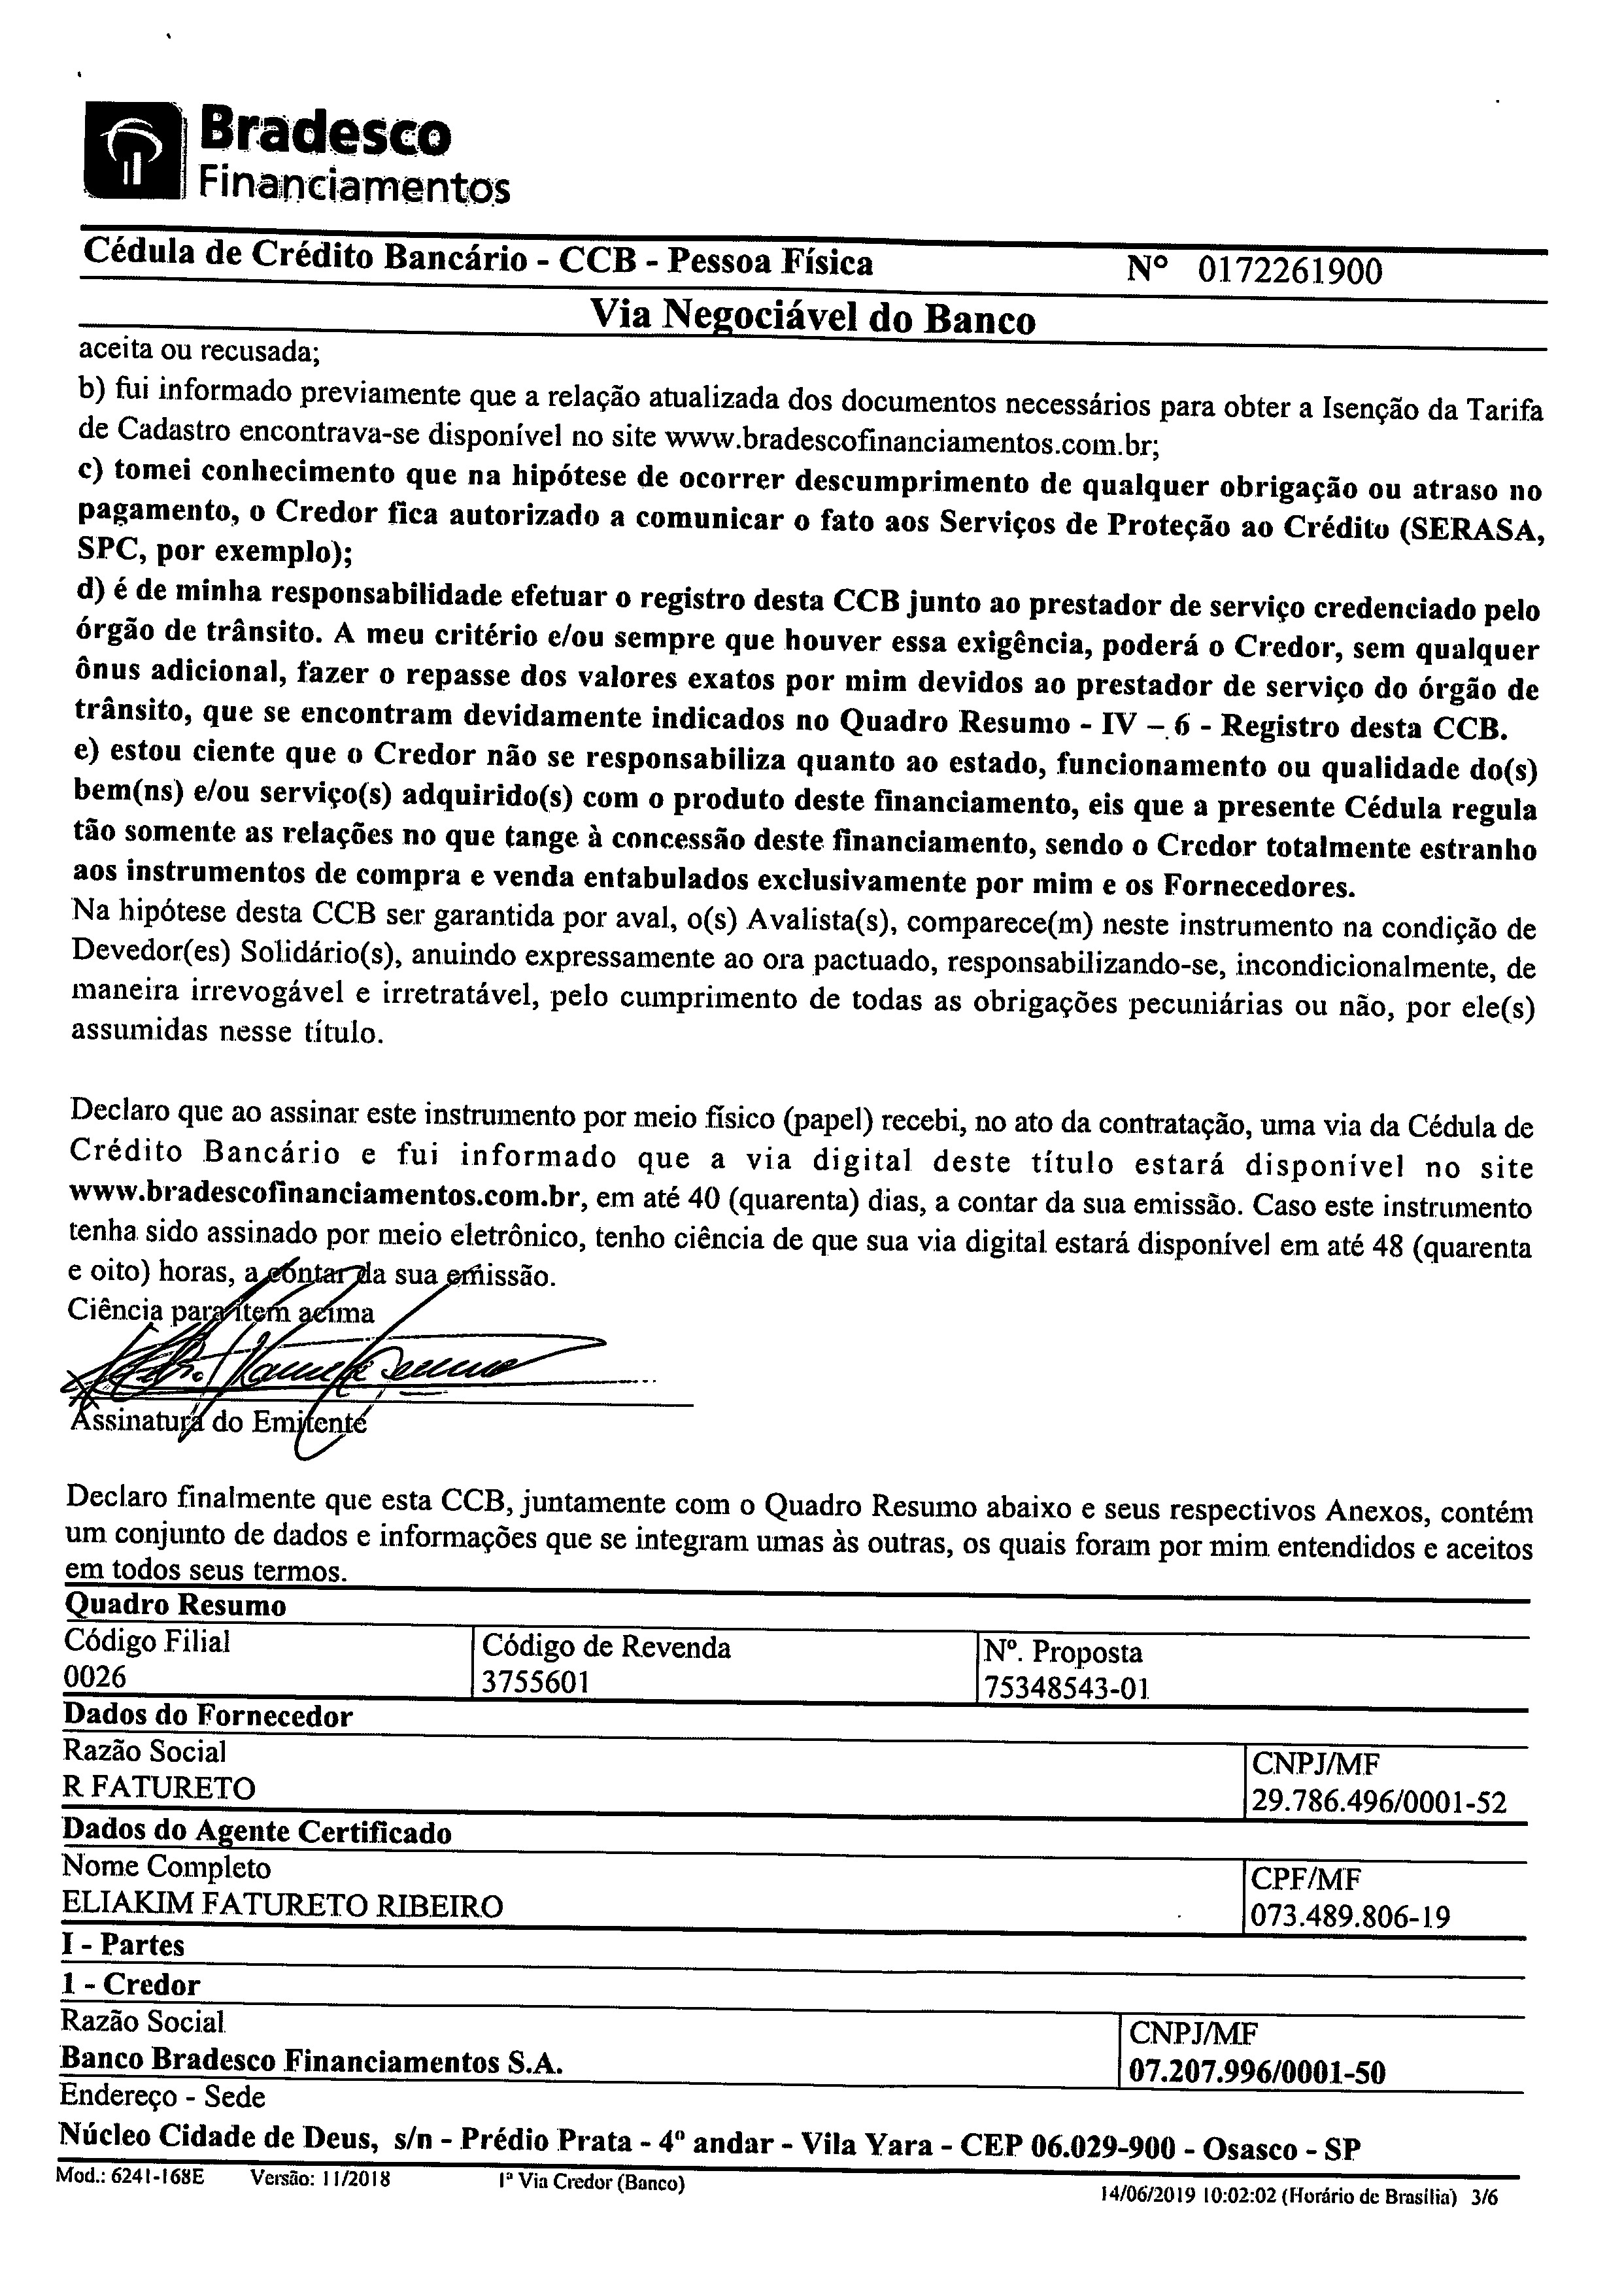 Bradesco
Financiamentos
Cédula de Crédito Bancário - CCB - Pessoa Física Nº 0172261900
Via Negociável do Banco
aceita ou recusada;
b) fui informado previamente que a relação atualizada dos documentos necessários para obter a Isenção da Tarifa
de Cadastro encontrava-se disponível no site www.bradescofinanciamentos.com.br;
c) tomei conhecimento que na hipótese de ocorrer descumprimento de qualquer obrigação ou atraso no
pagamento, o Credor fica autorizado a comunicar o fato aos Serviços de Proteção ao Crédito (SERASA,
SPC, por exemplo);
d) é de minha responsabilidade efetuar o registro desta CCB junto ao prestador de serviço credenciado pelo
órgão de trânsito. A meu critério e/ou sempre que houver essa exigência, poderá o Credor, sem qualquer
ônus adicional, fazer o repasse dos valores exatos por mim devidos ao prestador de serviço do órgão de
trânsito, que se encontram devidamente indicados no Quadro Resumo - IV – 6 - Registro desta CCB.
e) estou ciente que o Credor não se responsabiliza quanto ao estado, funcionamento ou qualidade do(s)
bem(ns) e/ou serviço(s) adquirido(s) com o produto deste financiamento, eis que a presente Cédula regula
tão somente as relações no que tange à concessão deste financiamento, sendo o Credor totalmente estranho
aos instrumentos de compra e venda entabulados exclusivamente por mim e os Fornecedores.
Na hipótese desta CCB ser garantida por aval, o(s) Avalista(s), comparece(m) neste instrumento na condição de
Devedor(es) Solidário(s), anuindo expressamente ao ora pactuado, responsabilizando-se, incondicionalmente, de
maneira irrevogável e irretratável, pelo cumprimento de todas as obrigações pecuniárias ou não, por ele(s)
assumidas nesse título.
Declaro que ao assinar este instrumento por meio físico (papel) recebi, no ato da contratação, uma via da Cédula de
Crédito Bancário e fui informado que a via digital deste título estará disponível no site
www.bradescofinanciamentos.com.br, em até 40 (quarenta) dias, a contar da sua emissão. Caso este instrumento
tenha sido assinado por meio eletrônico, tenho ciência de que sua via digital estará disponível em até 48 (quarenta
e oito) horas, a contar da sua emissão.
Ciência para item acima
Assinatura do Emitente
Declaro finalmente que esta CCB, juntamente com o Quadro Resumo abaixo e seus respectivos Anexos, contém
um conjunto de dados e informações que se integram umas às outras, os quais foram por mim entendidos e aceitos
em todos seus termos.
Quadro Resumo
Código Filial Código de Revenda Nº. Proposta
0026 3755601 75348543-01
Dados do Fornecedor
Razão Social CNPJ/MF
R FATURETO 29.786.496/0001-52
Dados do Agente Certificado
Nome Completo CPF/MF
ELIAKIM FATURETO RIBEIRO 073.489.806-19
I - Partes
1 - Credor
Razão Social CNPJ/MF
Banco Bradesco Financiamentos S.A. 07.207.996/0001-50
Endereço - Sede
Núcleo Cidade de Deus, s/n - Prédio Prata - 4º andar - Vila Yara - CEP 06.029-900 - Osasco - SP
Mod.: 6241-168E Versão: 11/2018 1ª Via Credor (Banco) 14/06/2019 10:02:02 (Horário de Brasília) 3/6